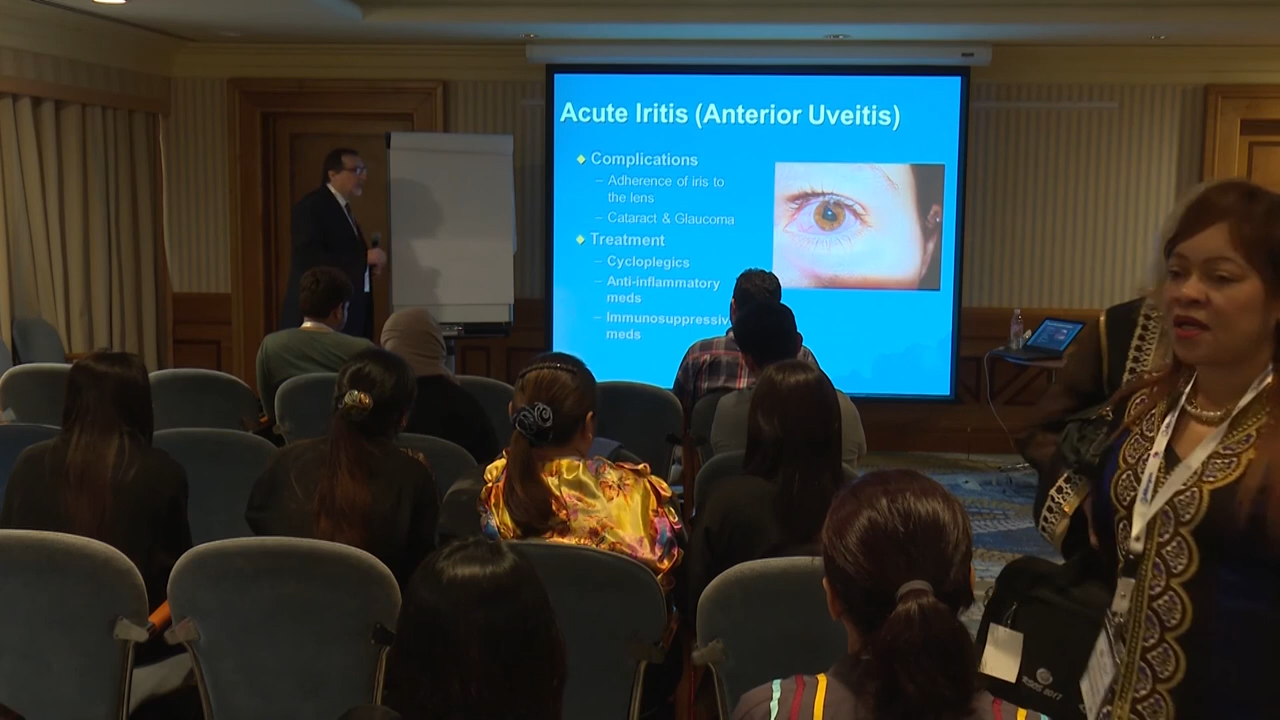 Acute Iritis (Anterior Uveitis)
Complications
– Adherence of iris to
the lens
– Cataract & Glaucoma
Treatment
– Cycloplegics
– Anti-inflammatory
meds
– Immunosuppressiv
meds